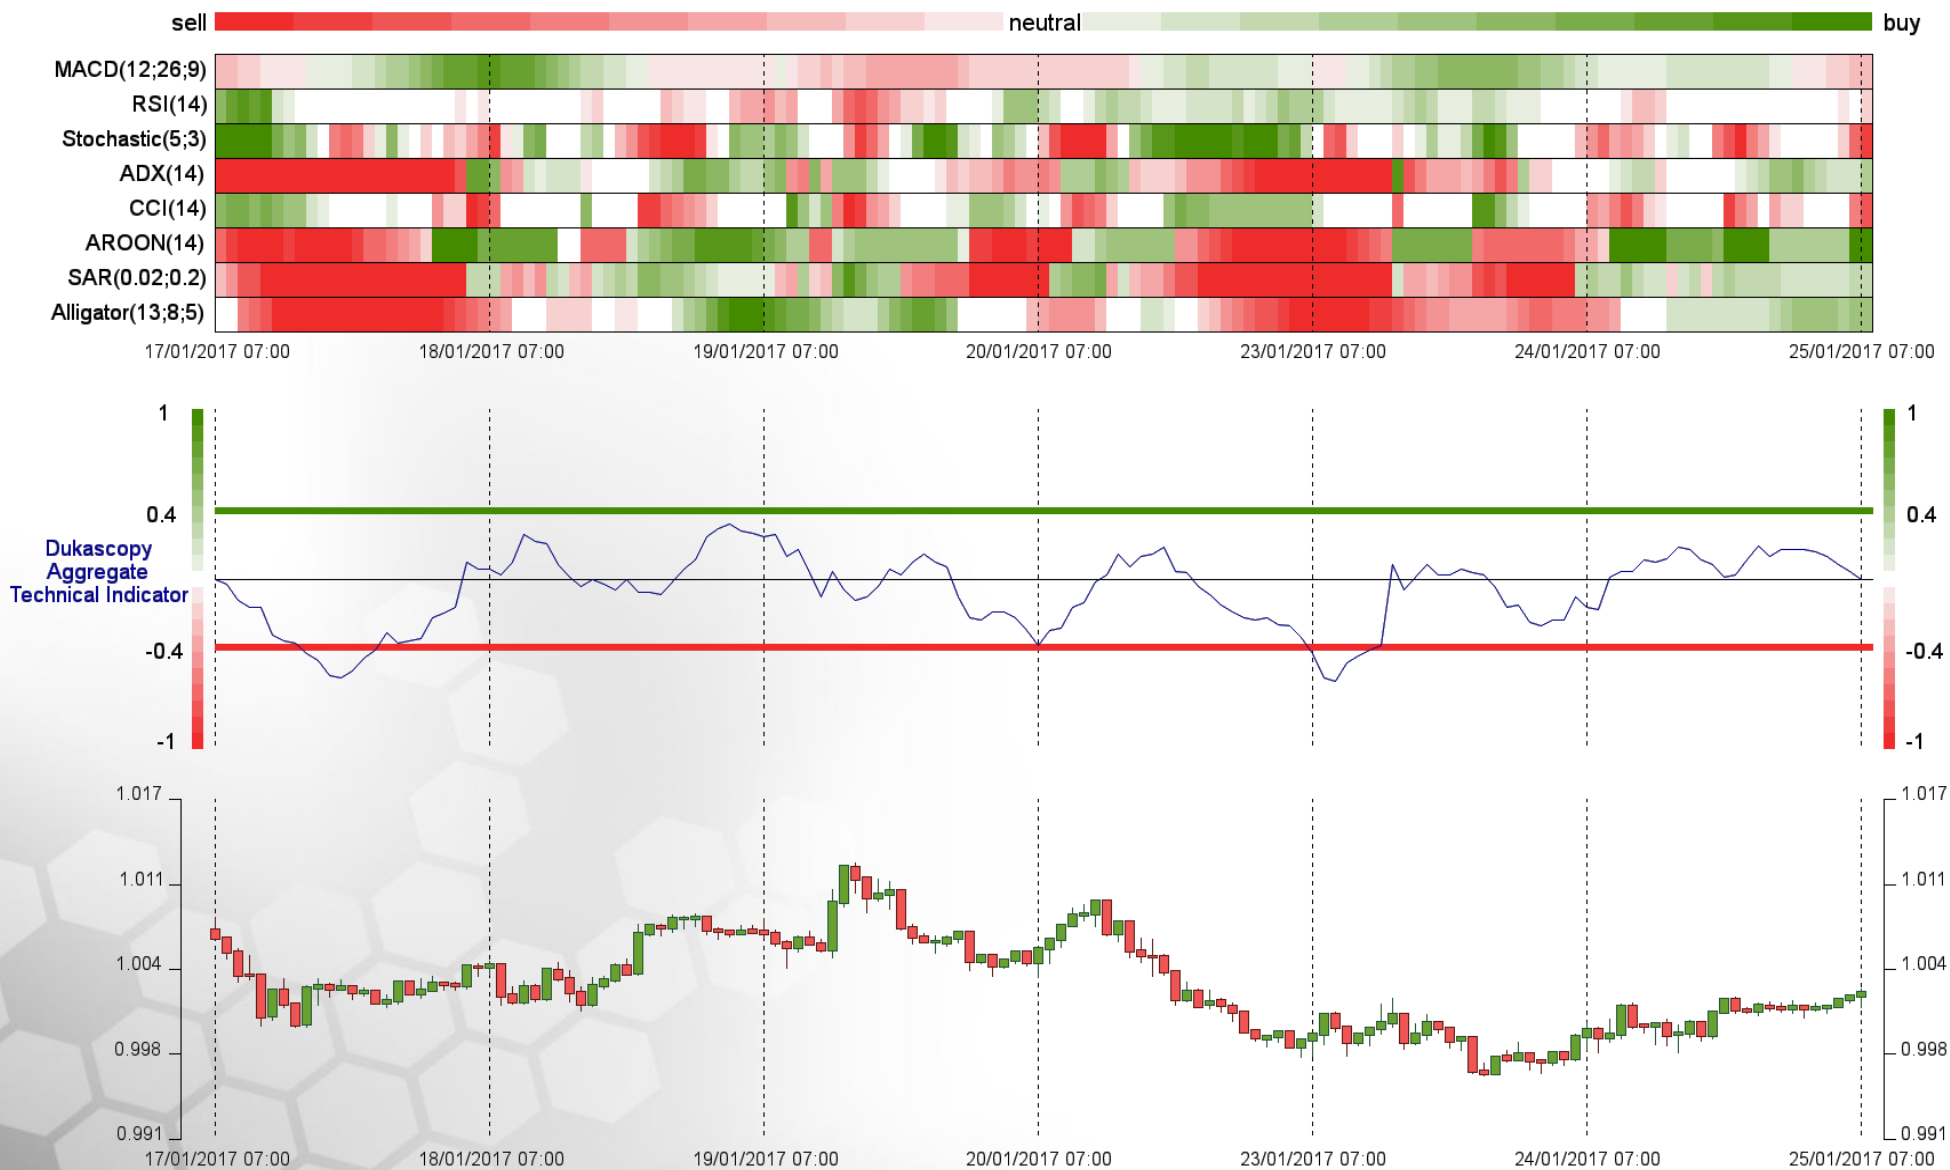 sell neutral buy
MACD(12;26;9)
RSI(14)
Stochastic(5;3)
ADX(14)
CCI(14)
AROON(14)
SAR(0.02;0.2)
Alligator(13;8;5)
17/01/2017 07:00 18/01/2017 07:00 19/01/2017 07:00 20/01/2017 07:00 23/01/2017 07:00 24/01/2017 07:00 25/01/2017 07:00
1 1
0.4 0.4
Dukascopy
Aggregate
Technical Indicator
-0.4 -0.4
-1 -1
1.017 1.017
1.011 1.011
1.004 1.004
0.998 0.998
0.991 0.991
17/01/2017 07:00 18/01/2017 07:00 19/01/2017 07:00 20/01/2017 07:00 23/01/2017 07:00 24/01/2017 07:00 25/01/2017 07:00